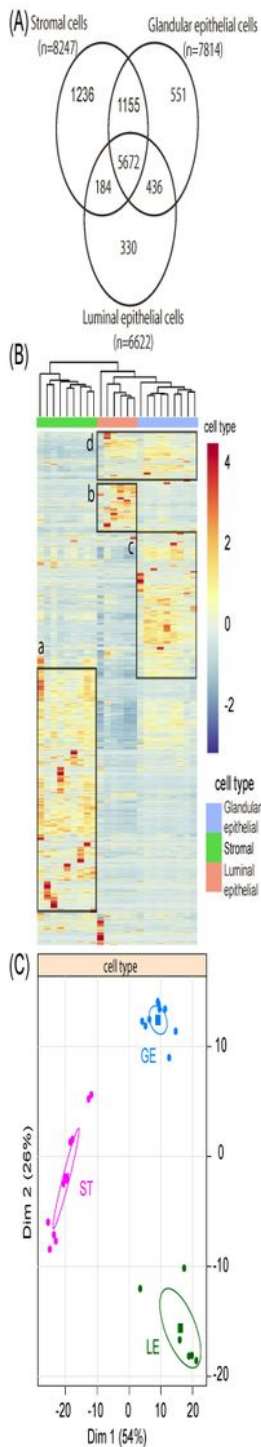 (A)
Stromal cells
(n=8247)
Glandular epithelial cells
(n=7814)
1236
1155
551
5672
184
436
330
Luminal epithelial cells
(n=6622)
(B)
cell type
d
b
c
a
4
2
0
-2
cell type
Glandular
epithelial
Stromal
Luminal
epithelial
(C)
cell type
GE
ST
LE
10
0
-10
-20
Dim 2 (26%)
-20
-10
0
10
20
Dim 1 (54%)